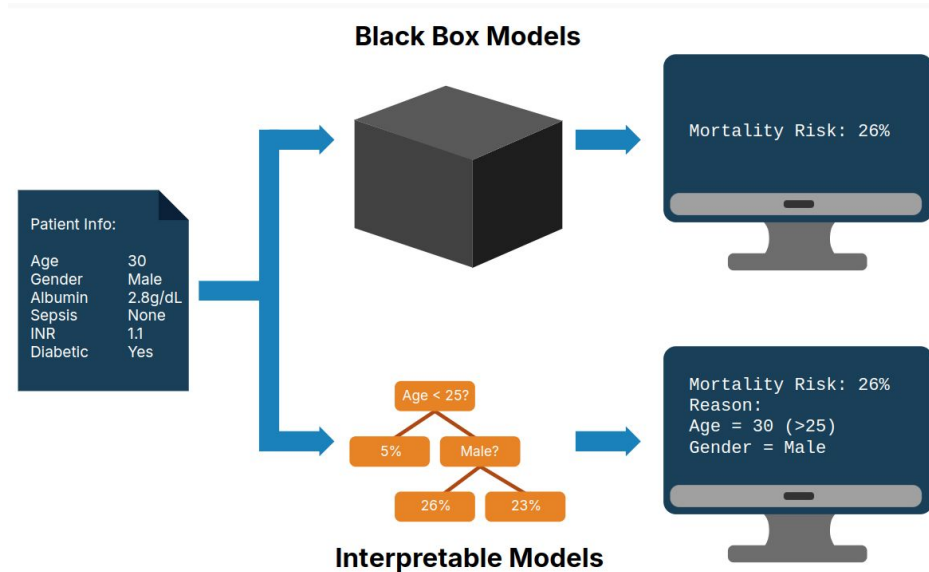 Black Box Models
Mortality Risk: 26%
Patient Info:
Age 30
Gender Male
Albumin 2.8g/dL
Sepsis None
INR 1.1
Diabetic Yes
Age < 25?
5%
Male?
26%
23%
Mortality Risk: 26%
Reason:
Age = 30 (>25)
Gender = Male
Interpretable Models